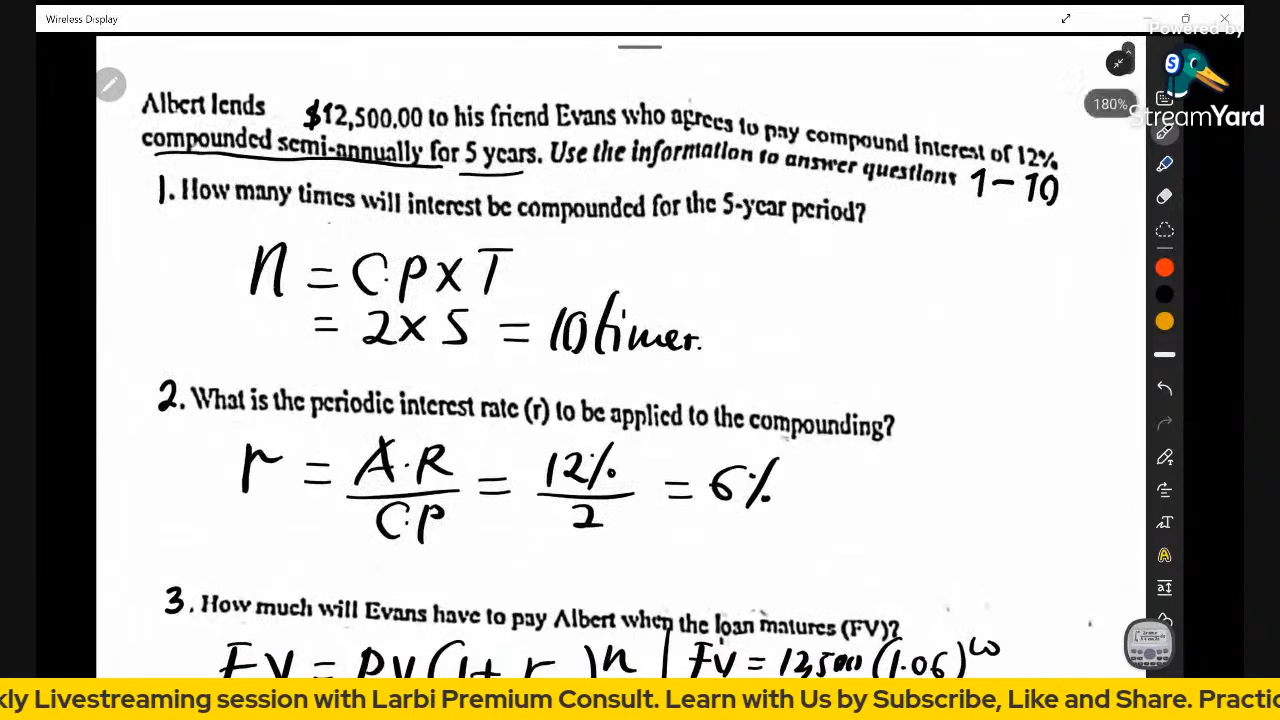 Wireless Display
Powered by
StreamYard
180%
Albert lends $12,500.00 to his friend Evans who agrees to pay compound interest of 12%
compounded semi-annually for 5 years. Use the information to answer questions 1-10
1. How many times will interest be compounded for the 5-year period?
n = C.P x T
= 2 x 5 = 10 times.
2. What is the periodic interest rate (r) to be applied to the compounding?
r = A.R / C.P = 12% / 2 = 6%
3. How much will Evans have to pay Albert when the loan matures (FV)?
FV = PV(1 + r)n | FV = 12,500 (1.06)10
kly Livestreaming session with Larbi Premium Consult. Learn with Us by Subscribe, Like and Share. Practic